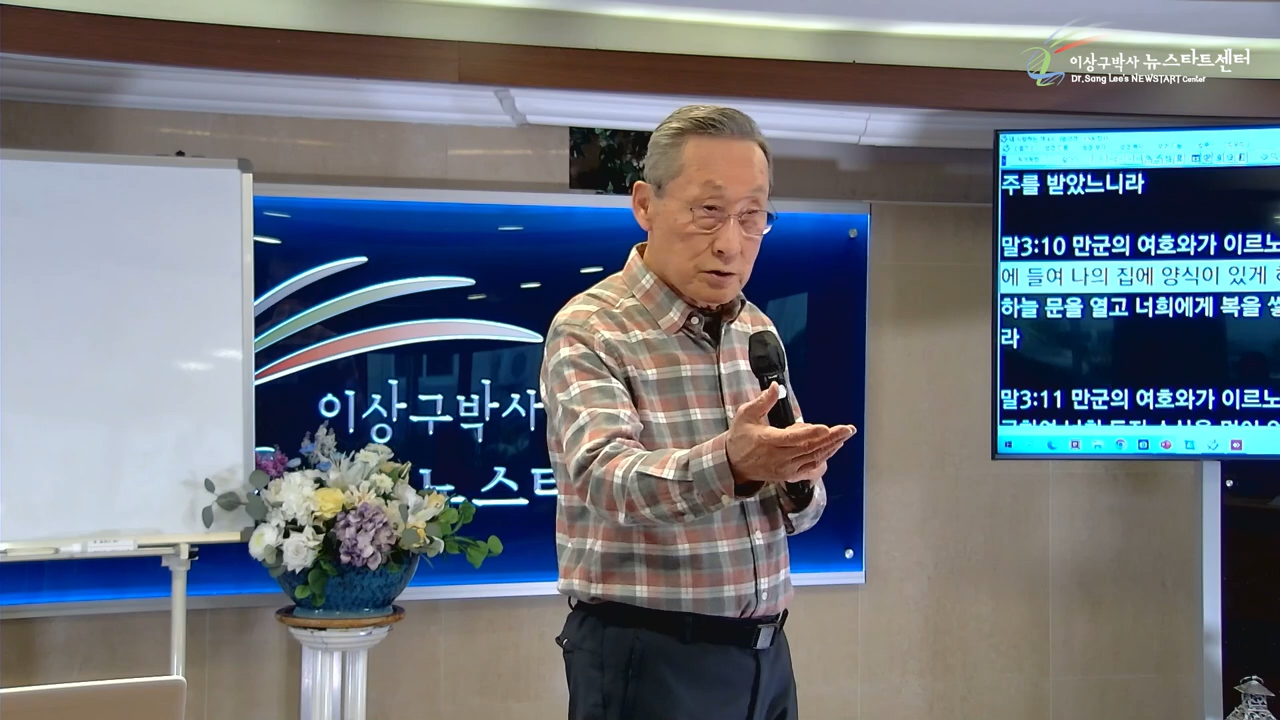 이상구박사 뉴스타트센터
Dr. Sang Lee's NEWSTART Center
주를 받았느니라
말3:10 만군의 여호와가 이르노
에 들여 나의 집에 양식이 있게
하늘 문을 열고 너희에게 복을
라
말3:11 만군의 여호와가 이르노
이상구박사
뉴스타